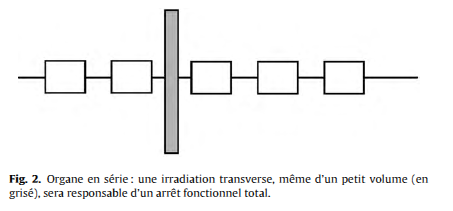 Fig. 2. Organe en série : une irradiation transverse, même d'un petit volume (en
grisé), sera responsable d'un arrêt fonctionnel total.